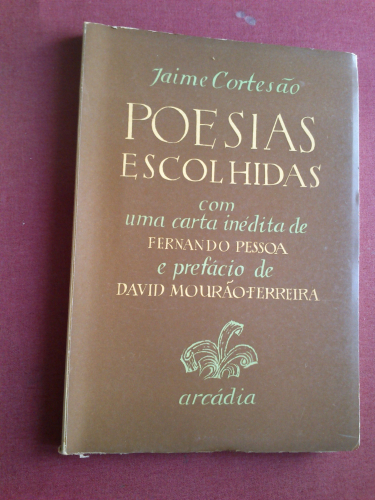 Jaime Cortesão
POESIAS
ESCOLHIDAS
com
uma carta inédita de
FERNANDO PESSOA
e prefácio de
DAVID MOURÃO-FERREIRA
arcádia